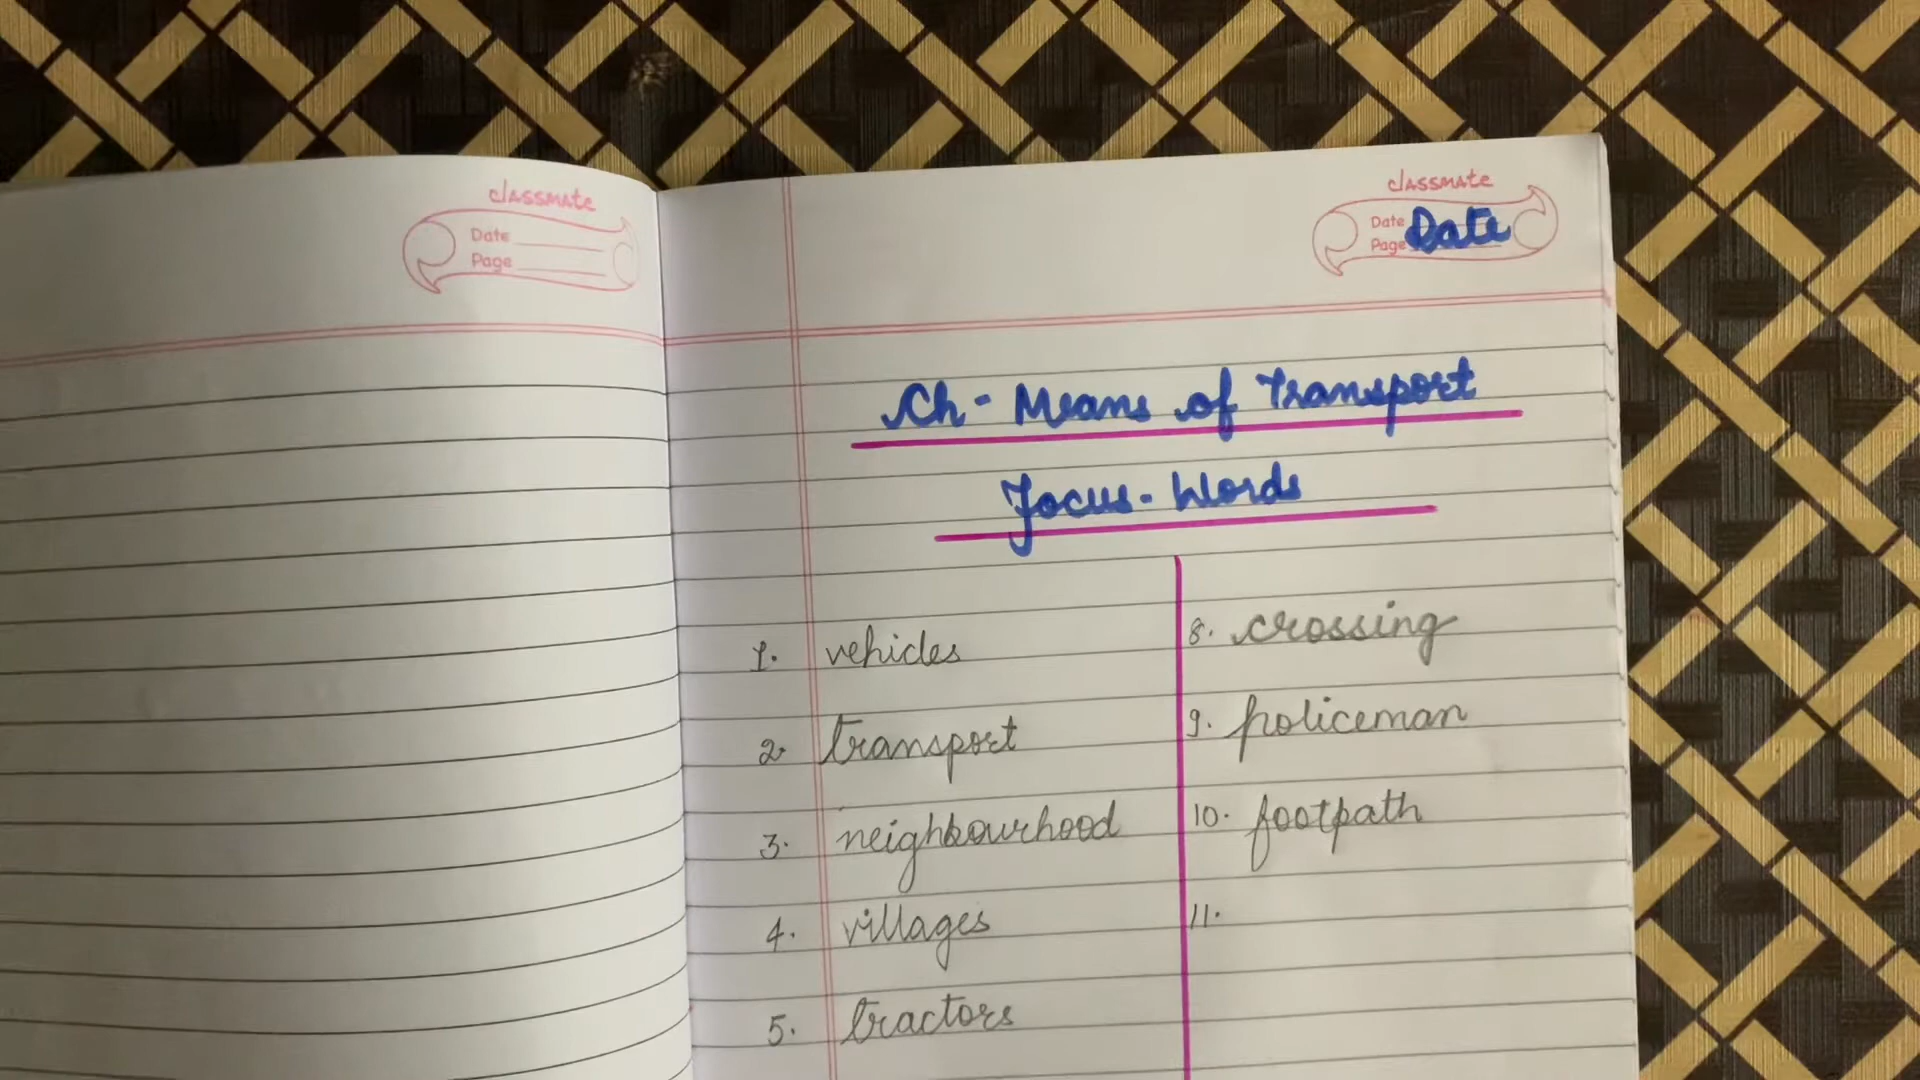 classmate
Date
Page
classmate
Date Date
Page
Ch - Means of Transport
Focus - Words
1. vehicles
2. transport
3. neighbourhood
4. villages
5. tractors
8. crossing
9. policeman
10. footpath
11.